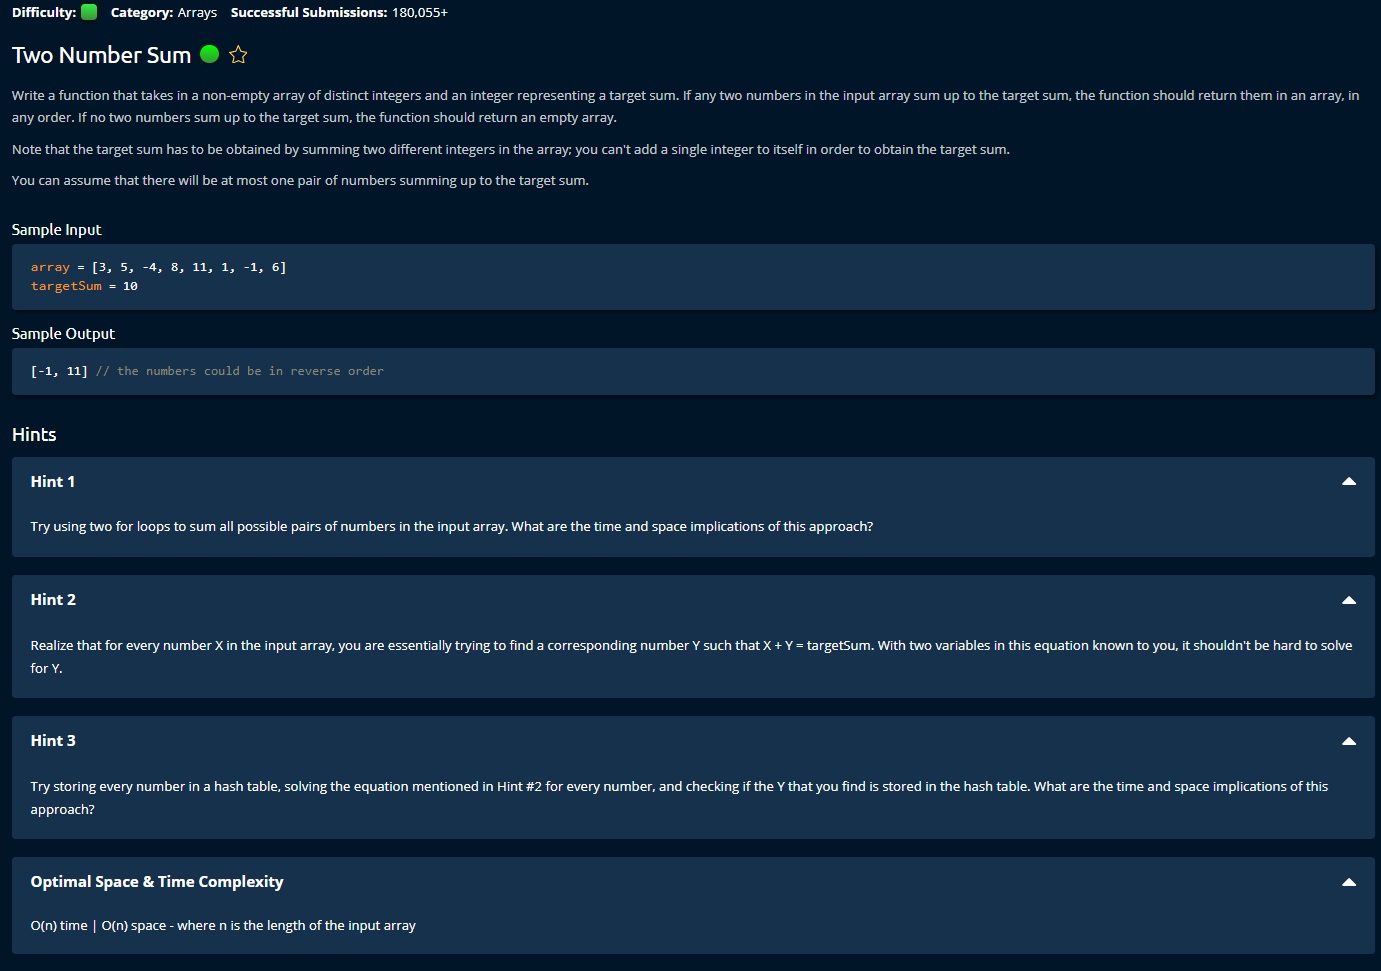 Difficulty: Category: Arrays Successful Submissions: 180,055+
Two Number Sum
Write a function that takes in a non-empty array of distinct integers and an integer representing a target sum. If any two numbers in the input array sum up to the target sum, the function should return them in an array, in
any order. If no two numbers sum up to the target sum, the function should return an empty array.
Note that the target sum has to be obtained by summing two different integers in the array; you can't add a single integer to itself in order to obtain the target sum.
You can assume that there will be at most one pair of numbers summing up to the target sum.
Sample Input
array = [3, 5, -4, 8, 11, 1, -1, 6]
targetSum = 10
Sample Output
[-1, 11] // the numbers could be in reverse order
Hints
Hint 1
Try using two for loops to sum all possible pairs of numbers in the input array. What are the time and space implications of this approach?
Hint 2
Realize that for every number X in the input array, you are essentially trying to find a corresponding number Y such that X + Y = targetSum. With two variables in this equation known to you, it shouldn't be hard to solve
for Y.
Hint 3
Try storing every number in a hash table, solving the equation mentioned in Hint #2 for every number, and checking if the Y that you find is stored in the hash table. What are the time and space implications of this
approach?
Optimal Space & Time Complexity
O(n) time | O(n) space - where n is the length of the input array